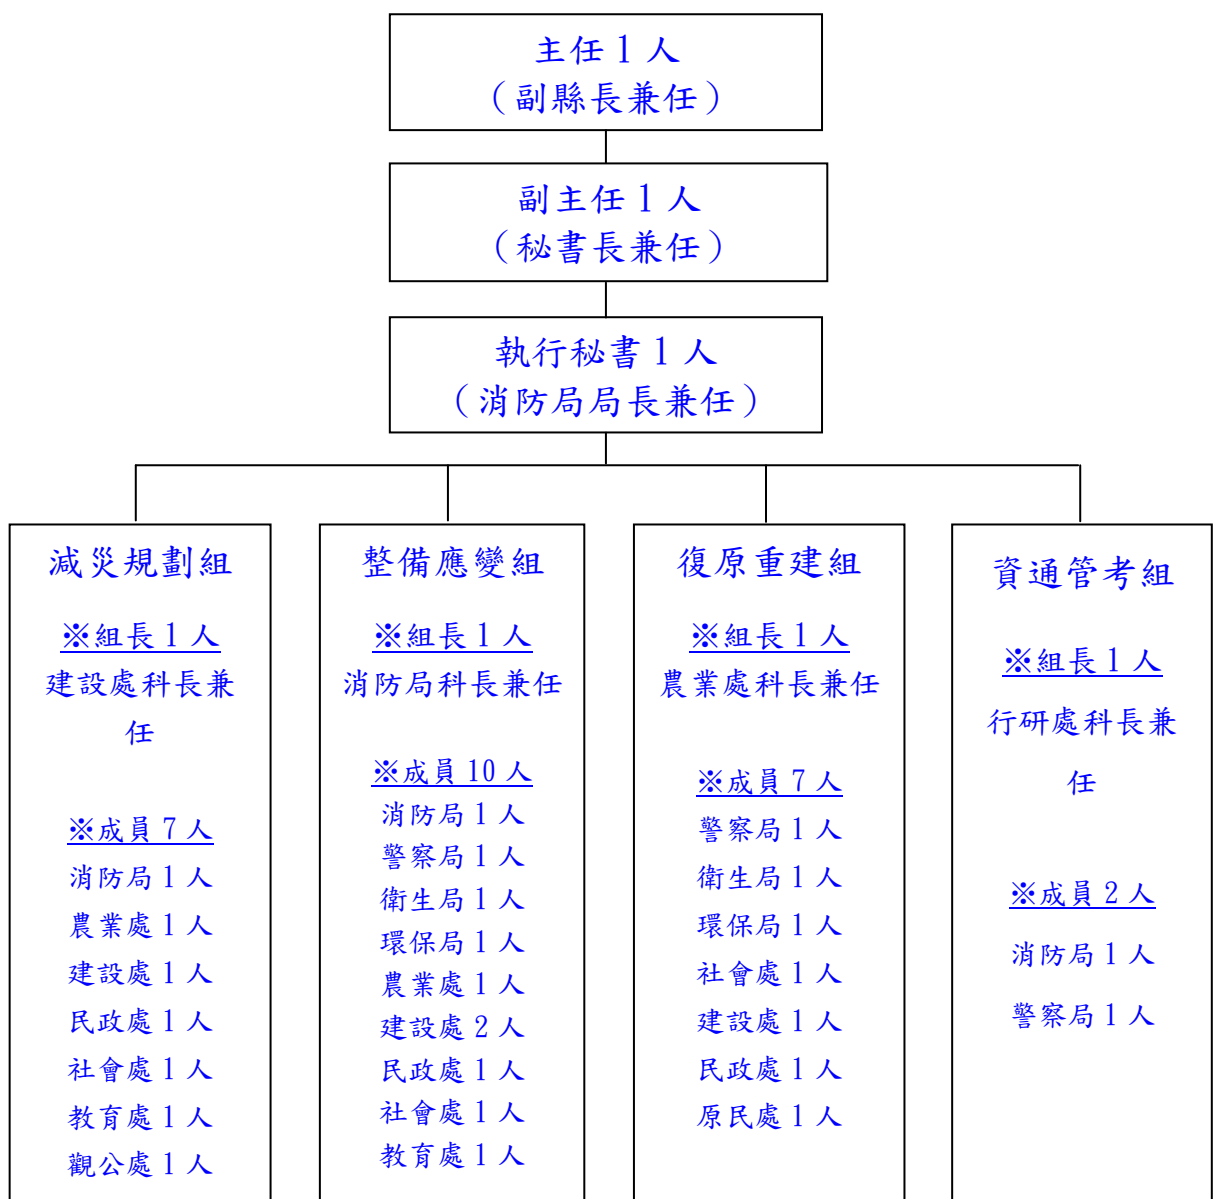 主任 1 人
（副縣長兼任）
副主任 1 人
（秘書長兼任）
執行秘書 1 人
（消防局局長兼任）
減災規劃組
※組長 1 人
建設處科長兼
任
※成員 7 人
消防局 1 人
農業處 1 人
建設處 1 人
民政處 1 人
社會處 1 人
教育處 1 人
觀公處 1 人
整備應變組
※組長 1 人
消防局科長兼任
※成員 10 人
消防局 1 人
警察局 1 人
衛生局 1 人
環保局 1 人
農業處 1 人
建設處 2 人
民政處 1 人
社會處 1 人
教育處 1 人
復原重建組
※組長 1 人
農業處科長兼任
※成員 7 人
警察局 1 人
衛生局 1 人
環保局 1 人
社會處 1 人
建設處 1 人
民政處 1 人
原民處 1 人
資通管考組
※組長 1 人
行研處科長兼
任
※成員 2 人
消防局 1 人
警察局 1 人